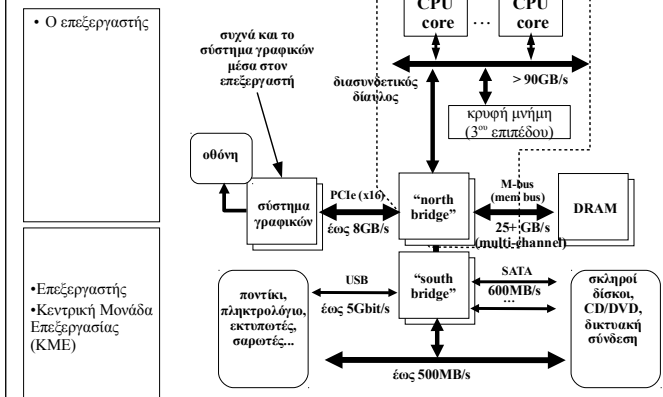 • Ο επεξεργαστής
•Επεξεργαστής
•Κεντρική Μονάδα
Επεξεργασίας
(ΚΜΕ)
συχνά και το
σύστημα γραφικών
μέσα στον
επεξεργαστή
CPU
core
...
CPU
core
διασυνδετικός
δίαυλος
> 90GB/s
κρυφή μνήμη
(3ου επιπέδου)
οθόνη
σύστημα
γραφικών
PCIe (x16)
έως 8GB/s
“north
bridge”
M-bus
(mem bus)
25+ GB/s
(multi-channel)
DRAM
ποντίκι,
πληκτρολόγιο,
εκτυπωτές,
σαρωτές...
USB
έως 5Gbit/s
“south
bridge”
SATA
600MB/s
...
σκληροί
δίσκοι,
CD/DVD,
δικτυακή
σύνδεση
έως 500MB/s